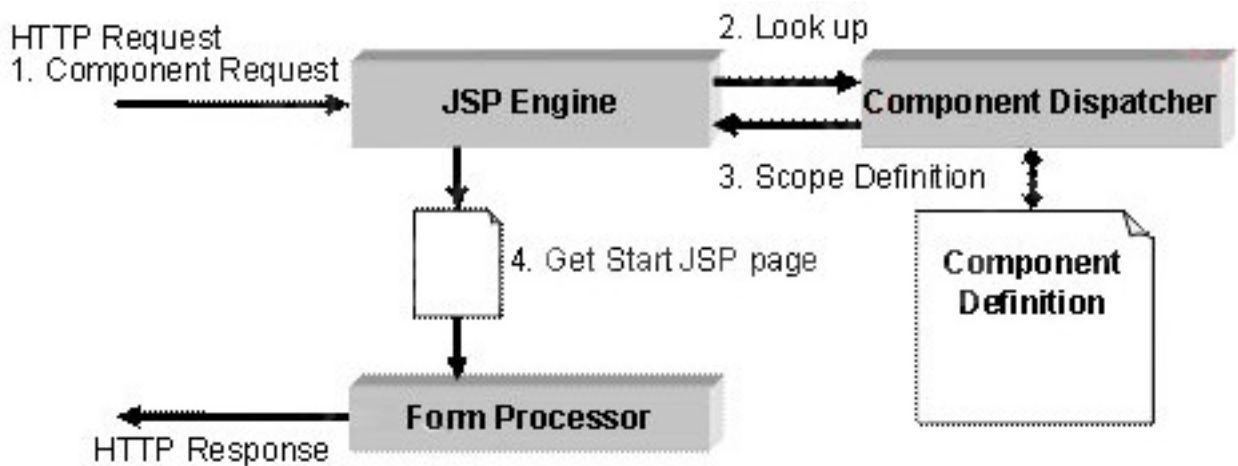 HTTP Request
1. Component Request
JSP Engine
2. Look up
Component Dispatcher
3. Scope Definition
Component
Definition
4. Get Start JSP page
Form Processor
HTTP Response